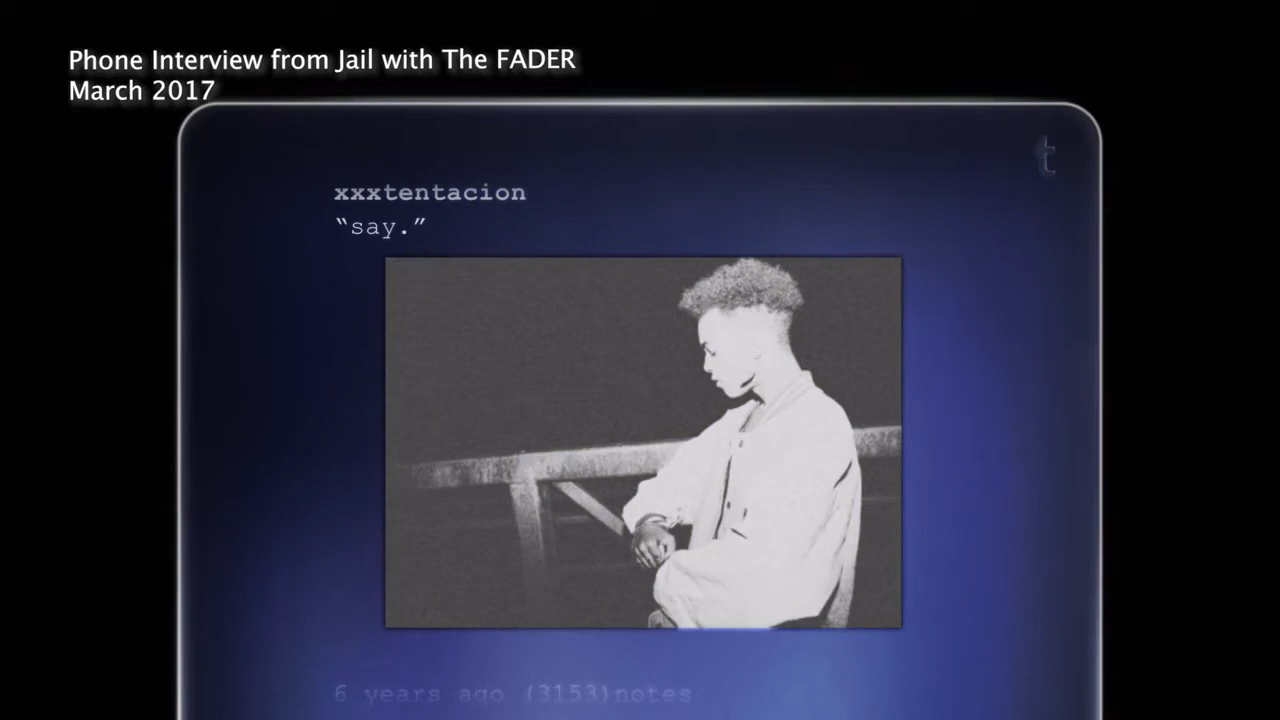 Phone Interview from Jail with The FADER
March 2017
t
xxxtentacion
“say.”
6 years ago (3153)notes